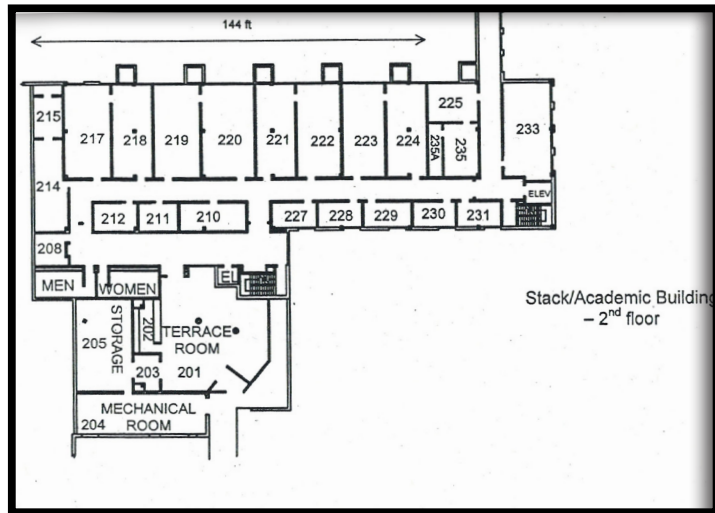 144 ft
215
217
218
219
220
221
222
223
224
225
235A
235
233
214
ELEV
212
211
210
227
228
229
230
231
208
MEN
WOMEN
EL
STORAGE
202
TERRACE
ROOM
205
203
201
MECHANICAL
ROOM
204
Stack/Academic Building
– 2nd floor